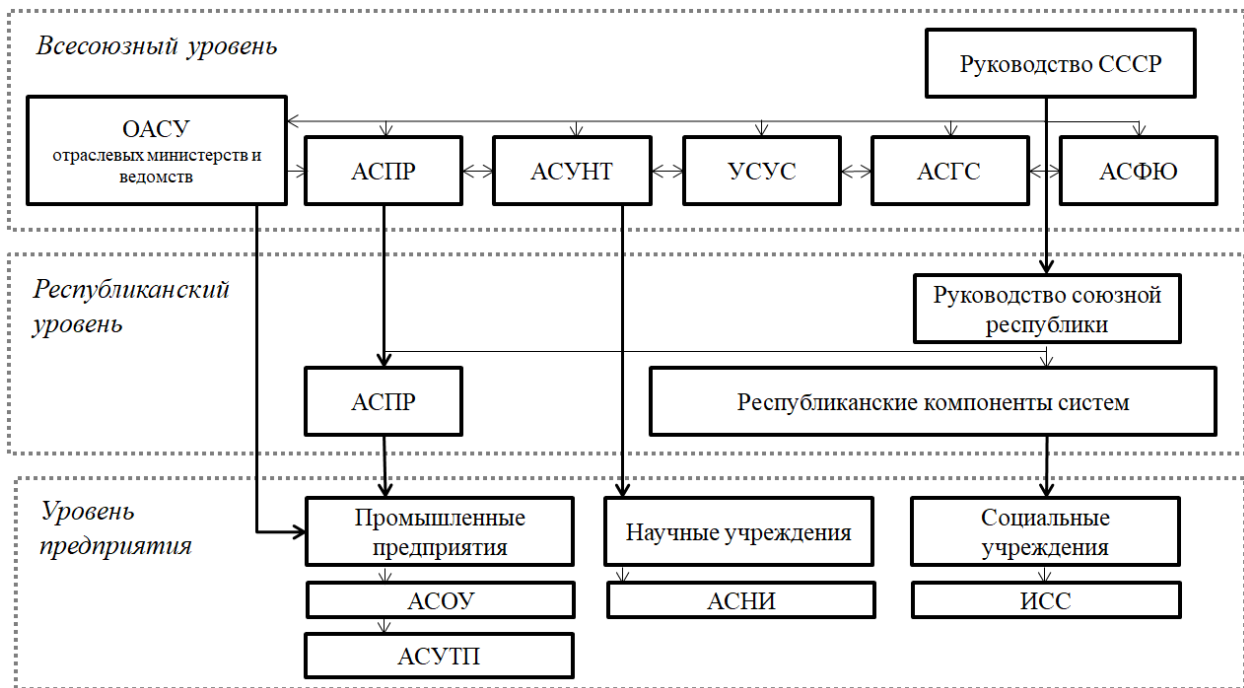 Всесоюзный уровень
Руководство СССР
ОАСУ
отраслевых министерств и
ведомств
АСПР
АСУНТ
УСУС
АСГС
АСФЮ
Республиканский
уровень
Руководство союзной
республики
АСПР
Республиканские компоненты систем
Уровень
предприятия
Промышленные
предприятия
Научные учреждения
Социальные
учреждения
АСОУ
АСНИ
ИСС
АСУТП